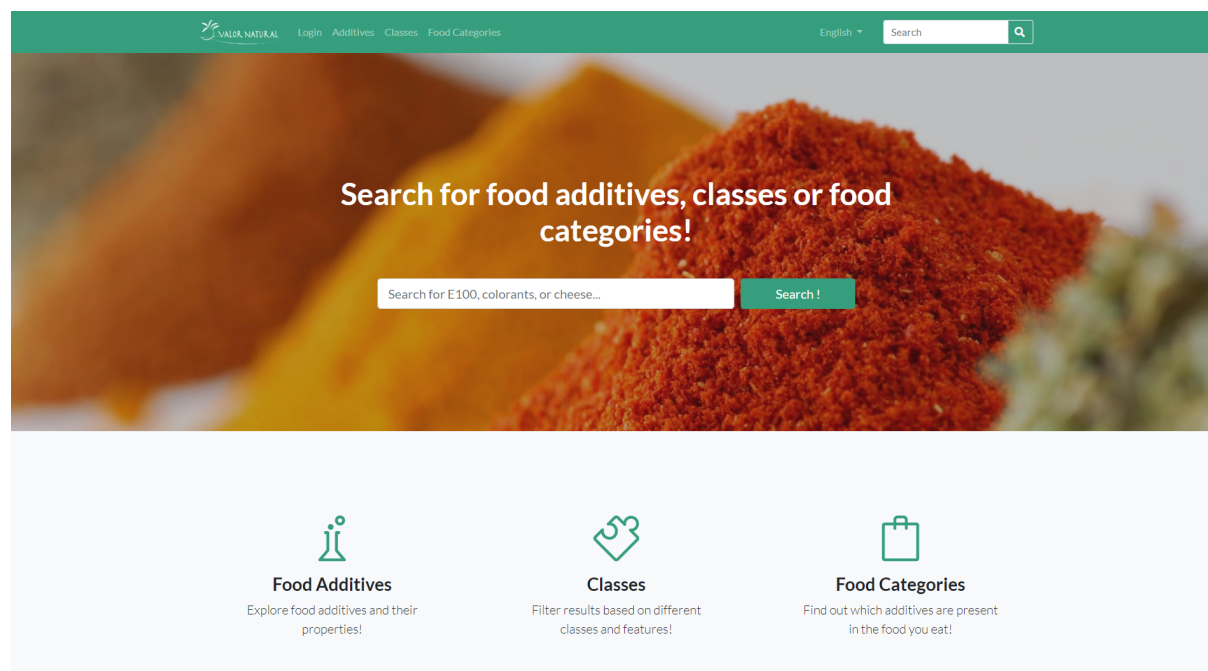 VALOR NATURAL Login Additives Classes Food Categories English Search
Search for food additives, classes or food
categories!
Search for E100, colorants, or cheese... Search !
Food Additives
Explore food additives and their
properties!
Classes
Filter results based on different
classes and features!
Food Categories
Find out which additives are present
in the food you eat!